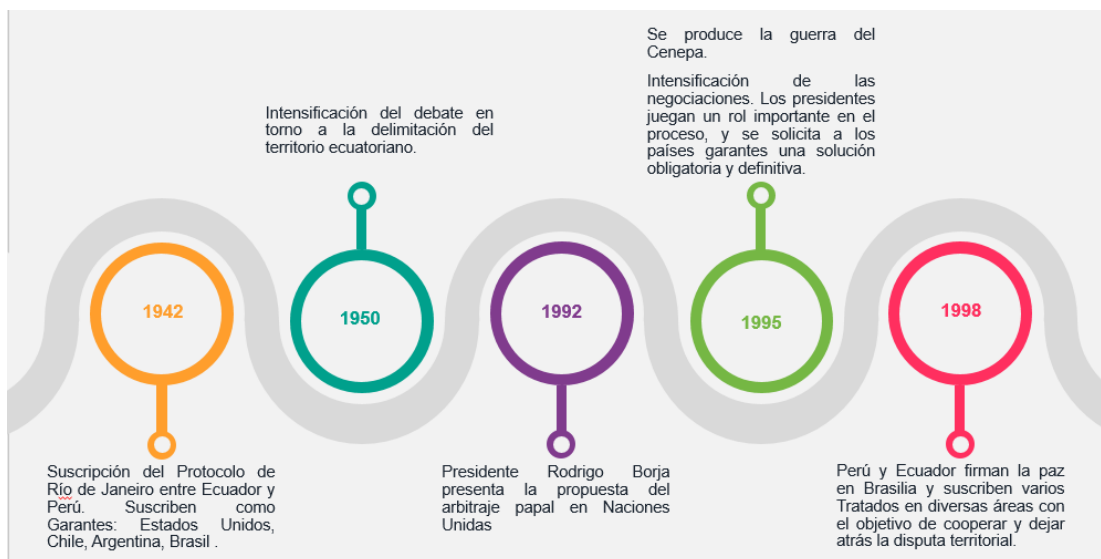 1942
Suscripción del Protocolo de
Río de Janeiro entre Ecuador y
Perú. Suscriben como
Garantes: Estados Unidos,
Chile, Argentina, Brasil .
Intensificación del debate en
torno a la delimitación del
territorio ecuatoriano.
1950
1992
Presidente Rodrigo Borja
presenta la propuesta del
arbitraje papal en Naciones
Unidas
Se produce la guerra del
Cenepa.
Intensificación de las
negociaciones. Los presidentes
juegan un rol importante en el
proceso, y se solicita a los
países garantes una solución
obligatoria y definitiva.
1995
1998
Perú y Ecuador firman la paz
en Brasilia y suscriben varios
Tratados en diversas áreas con
el objetivo de cooperar y dejar
atrás la disputa territorial.